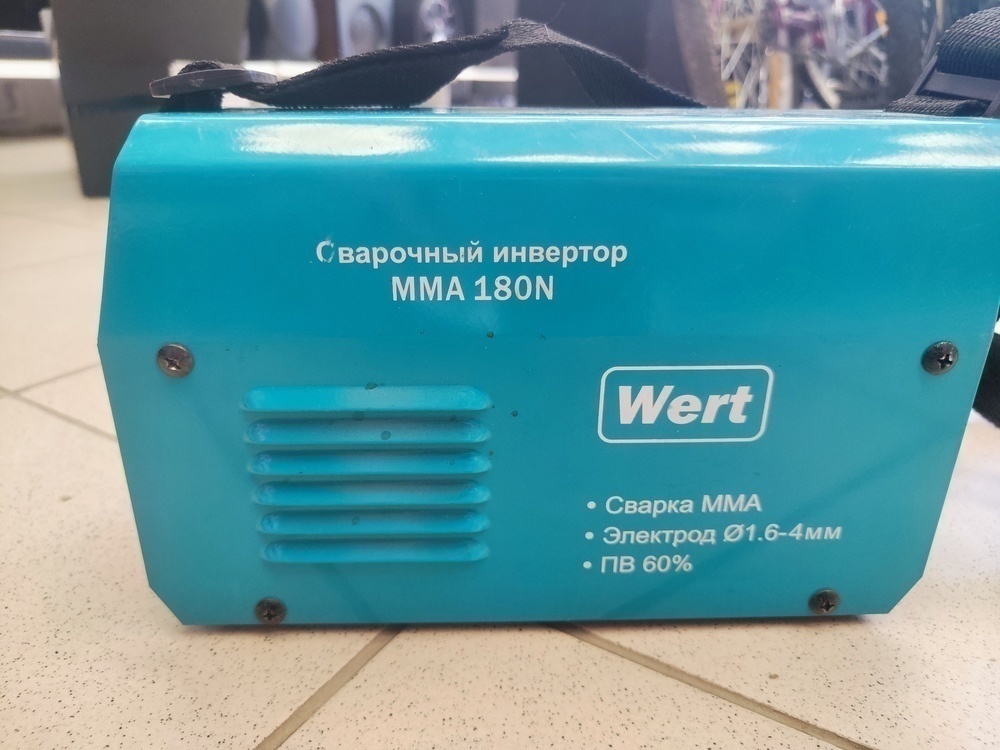 Сварочный инвертор
MMA 180N
Wert
• Сварка MMA
• Электрод Ø1.6-4мм
• ПВ 60%